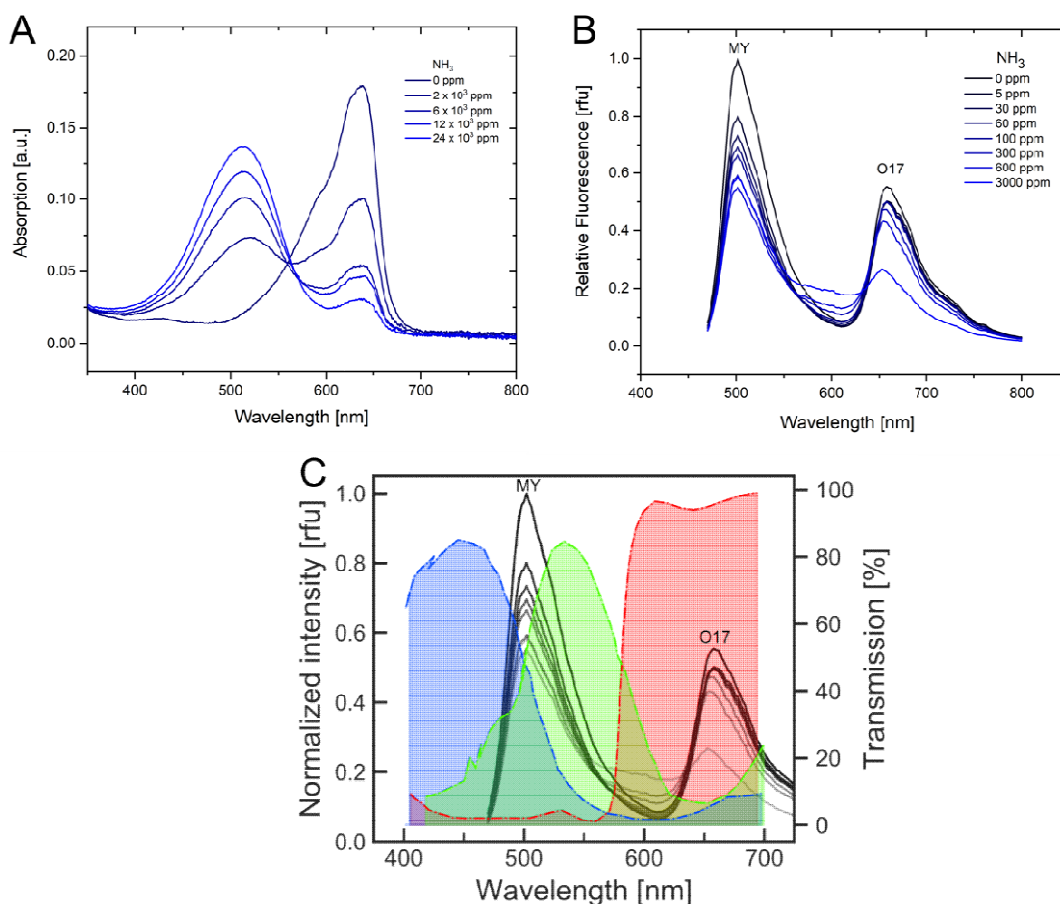 A
0.20
0.15
0.10
0.05
0.00
Absorption [a.u.]
400
500
600
700
800
Wavelength [nm]
NH3
0 ppm
2 x 10³ ppm
6 x 10³ ppm
12 x 10³ ppm
24 x 10³ ppm
B
1.0
0.8
0.6
0.4
0.2
0.0
Relative Fluorescence [rfu]
400
500
600
700
800
Wavelength [nm]
MY
O17
NH₃
0 ppm
5 ppm
30 ppm
60 ppm
100 ppm
300 ppm
600 ppm
3000 ppm
C
1.0
0.8
0.6
0.4
0.2
0.0
Normalized intensity [rfu]
MY
O17
100
80
60
40
20
0
Transmission [%]
400
500
600
700
Wavelength [nm]